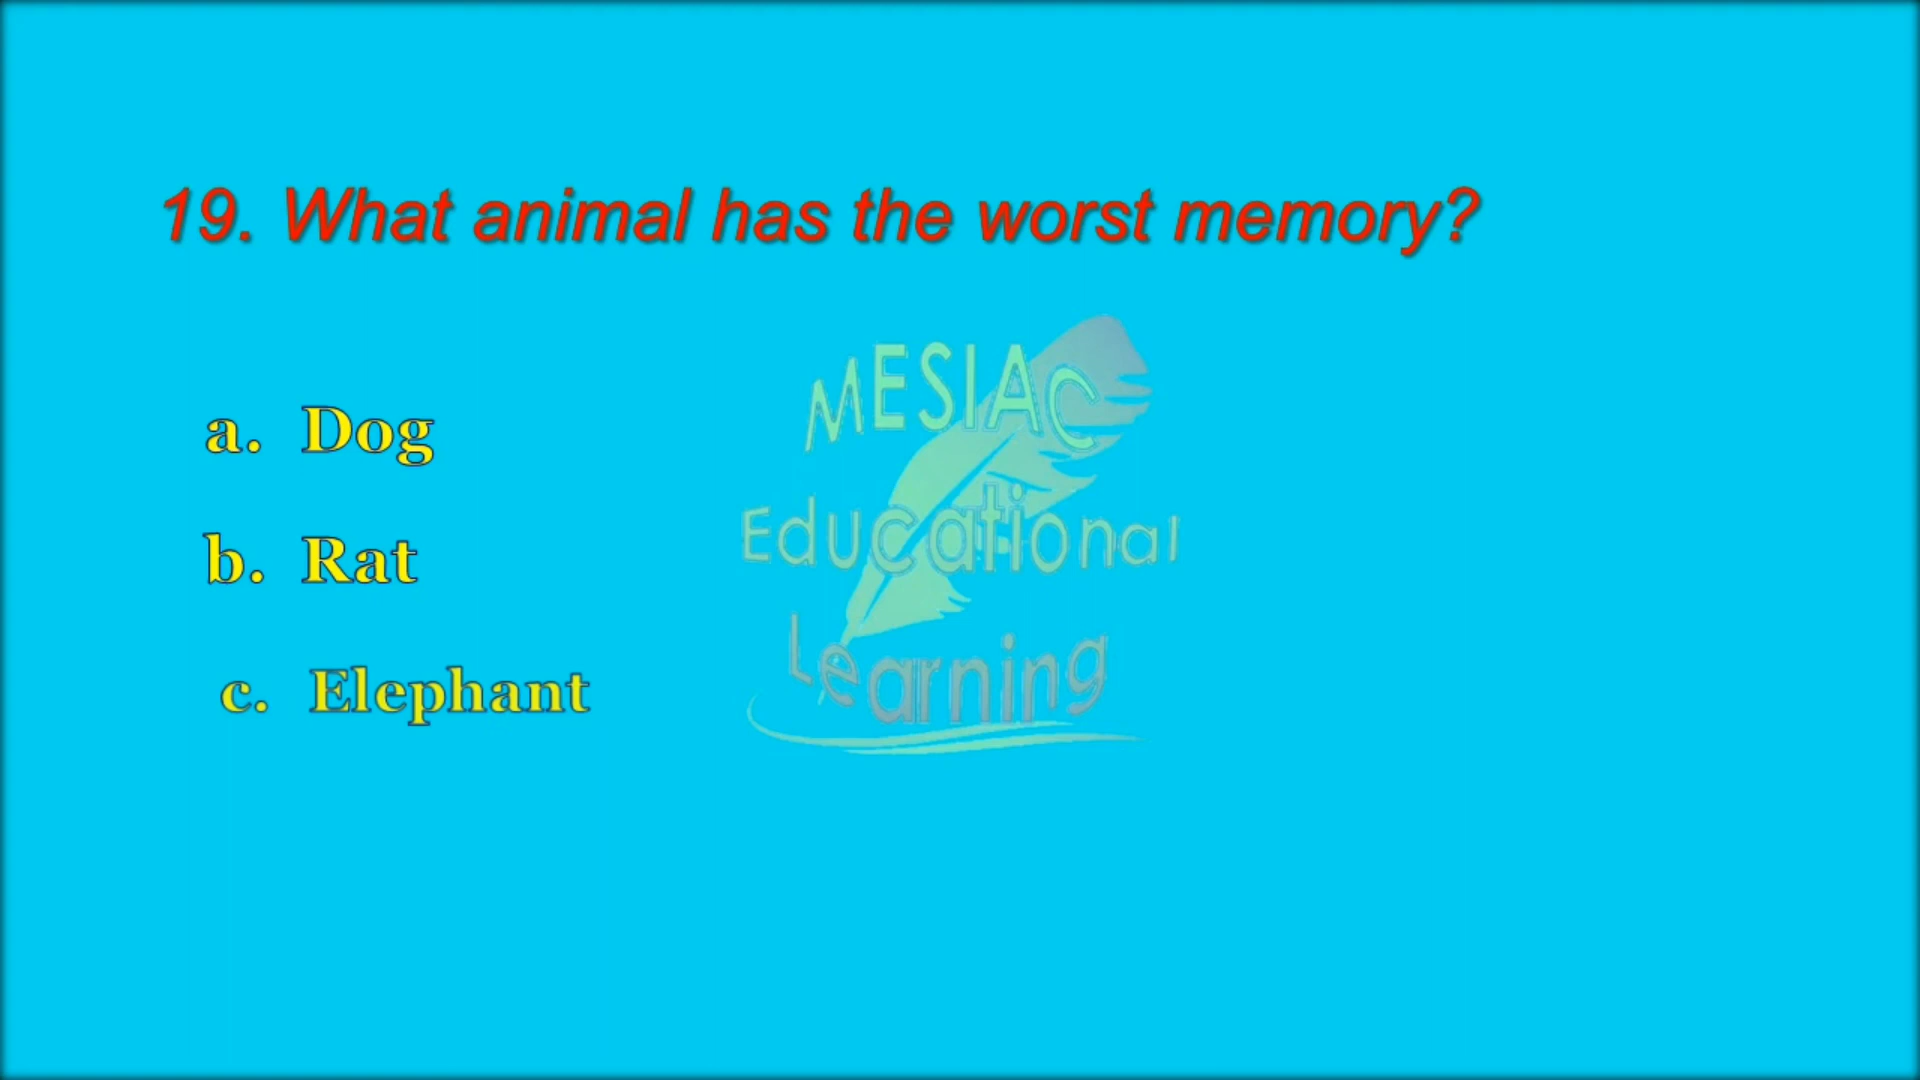 19. What animal has the worst memory?
a. Dog
b. Rat
c. Elephant
MESIAC
Educational
Learning